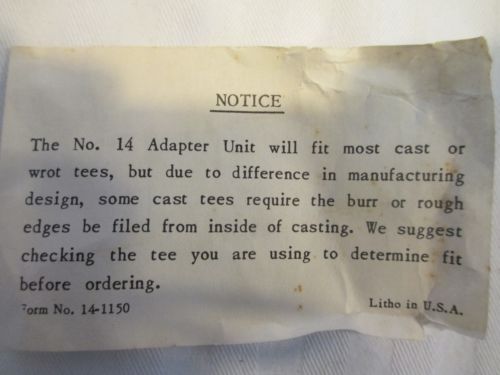 NOTICE
The No. 14 Adapter Unit will fit most cast or
wrot tees, but due to difference in manufacturing
design, some cast tees require the burr or rough
edges be filed from inside of casting. We suggest
checking the tee you are using to determine fit
before ordering.
Form No. 14-1150 Litho in U.S.A.